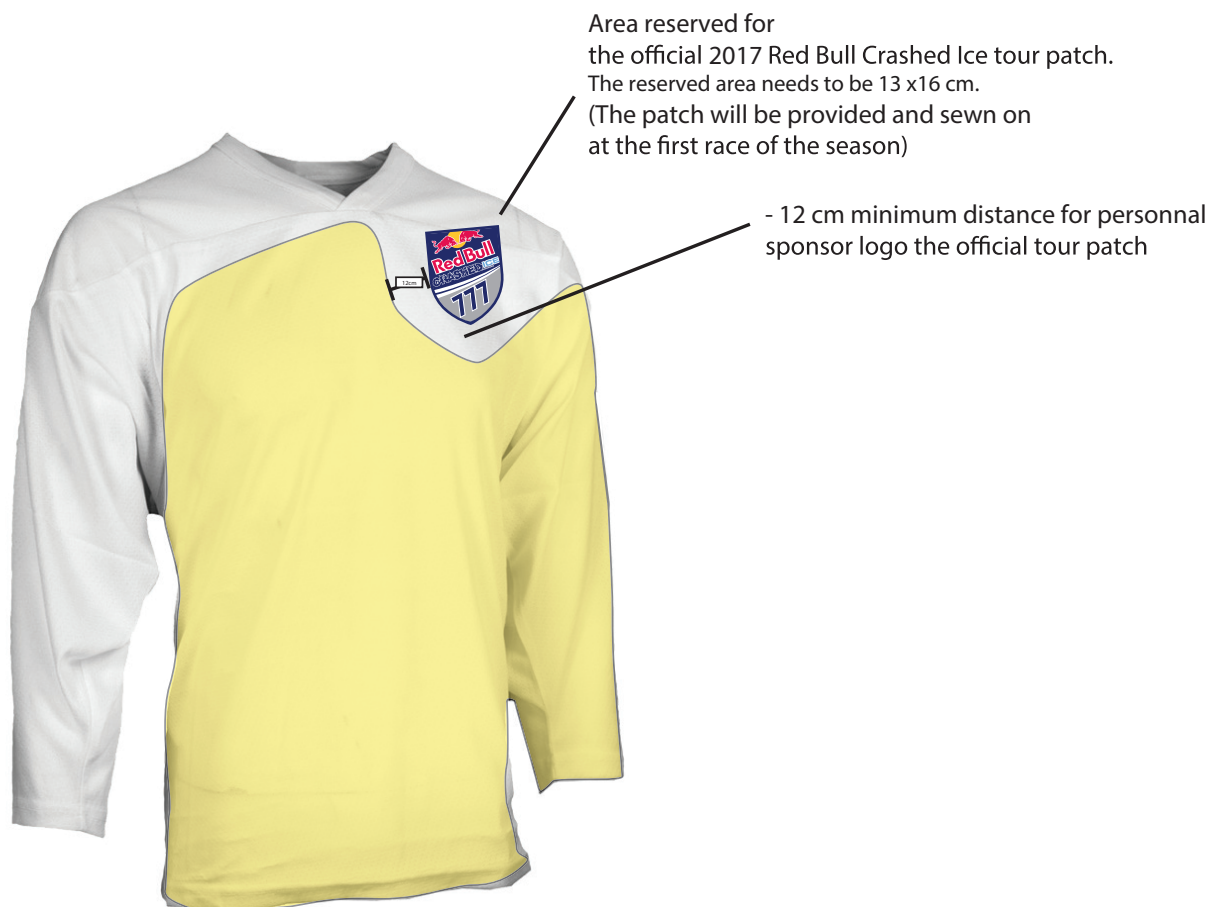 Area reserved for
the official 2017 Red Bull Crashed Ice tour patch.
The reserved area needs to be 13 x16 cm.
(The patch will be provided and sewn on
at the first race of the season)
- 12 cm minimum distance for personnal
sponsor logo the official tour patch
Red Bull
CRASHED ICE
12cm
777